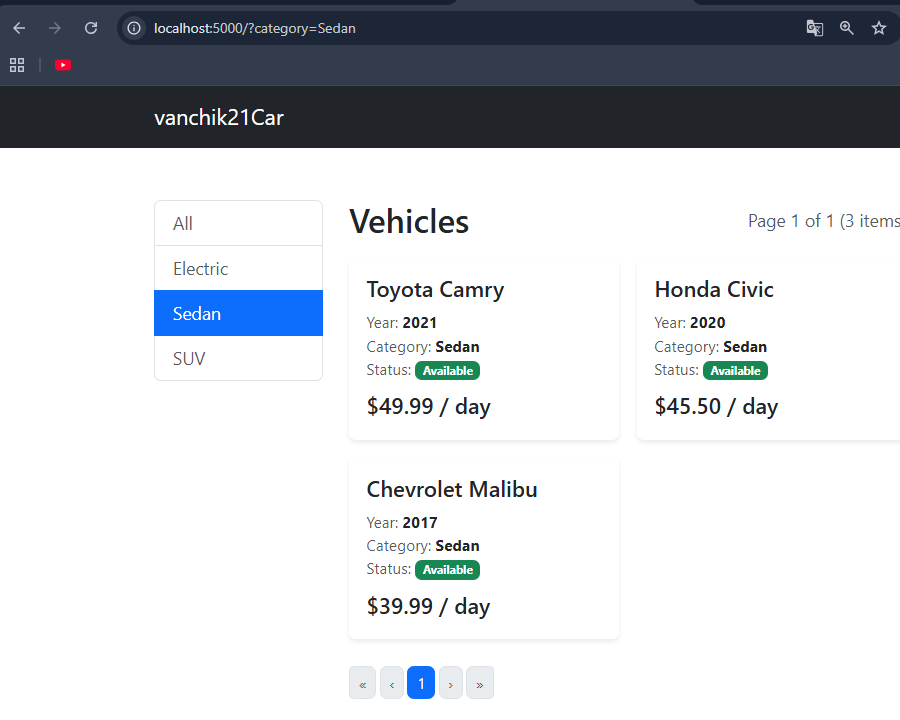 localhost:5000/?category=Sedan
vanchik21Car
All
Electric
Sedan
SUV
Vehicles
Page 1 of 1 (3 items
Toyota Camry
Year: 2021
Category: Sedan
Status: Available
$49.99 / day
Honda Civic
Year: 2020
Category: Sedan
Status: Available
$45.50 / day
Chevrolet Malibu
Year: 2017
Category: Sedan
Status: Available
$39.99 / day
« ‹ 1 › »